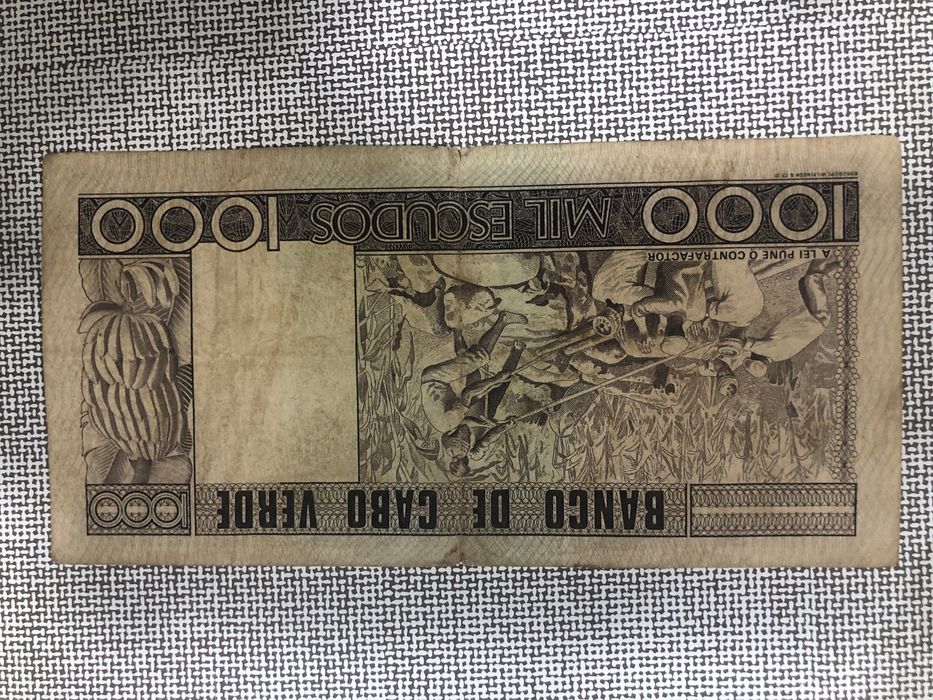 1000
BANCO DE CABO VERDE
A LEI PUNE O CONTRAFACTOR
1000 MIL ESCUDOS 1000